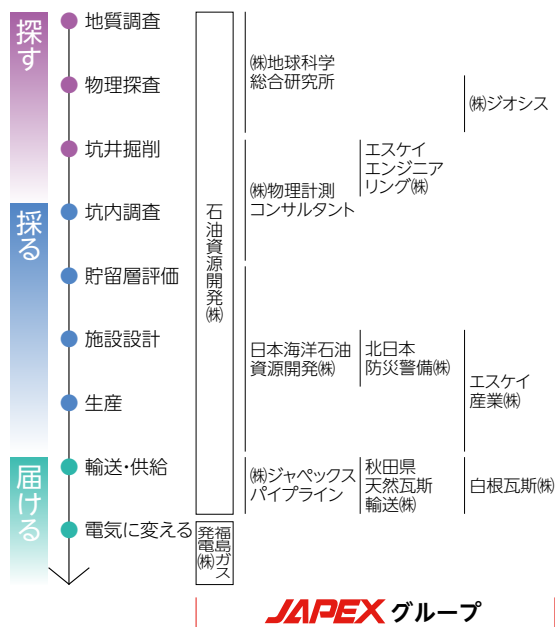 探す
採る
届ける
地質調査
物理探査
坑井掘削
坑内調査
貯留層評価
施設設計
生産
輸送・供給
電気に変える
石油資源開発㈱
福島ガス
発電㈱
㈱地球科学
総合研究所
㈱ジオシス
㈱物理計測
コンサルタント
エスケイ
エンジニア
リング㈱
日本海洋石油
資源開発㈱
北日本
防災警備㈱
エスケイ
産業㈱
㈱ジャペックス
パイプライン
秋田県
天然瓦斯
輸送㈱
白根瓦斯㈱
JAPEX グループ